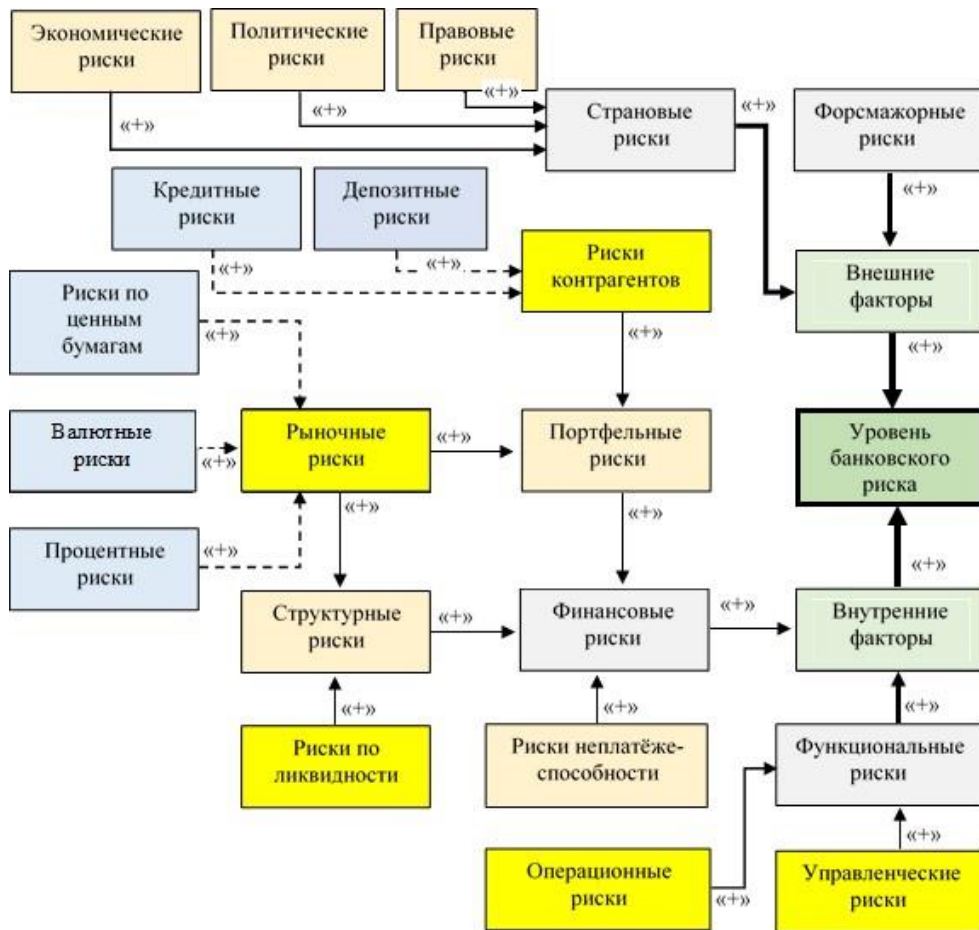 Экономические
риски
Политические
риски
Правовые
риски
«+»
«+»
«+»
Страновые
риски
«+»
Форсмажорные
риски
«+»
Кредитные
риски
«+»
Депозитные
риски
«+»
Риски
контрагентов
Внешние
факторы
«+»
Риски по
ценным
бумагам
«+»
«+»
Валютные
риски
«+»
Рыночные
риски
«+»
Портфельные
риски
Уровень
банковского
риска
«+»
«+»
Процентные
риски
«+»
«+»
Структурные
риски
«+»
Финансовые
риски
«+»
Внутренние
факторы
«+»
«+»
«+»
Риски по
ликвидности
Риски неплатёже-
способности
Функциональные
риски
«+»
Операционные
риски
«+»
Управленческие
риски